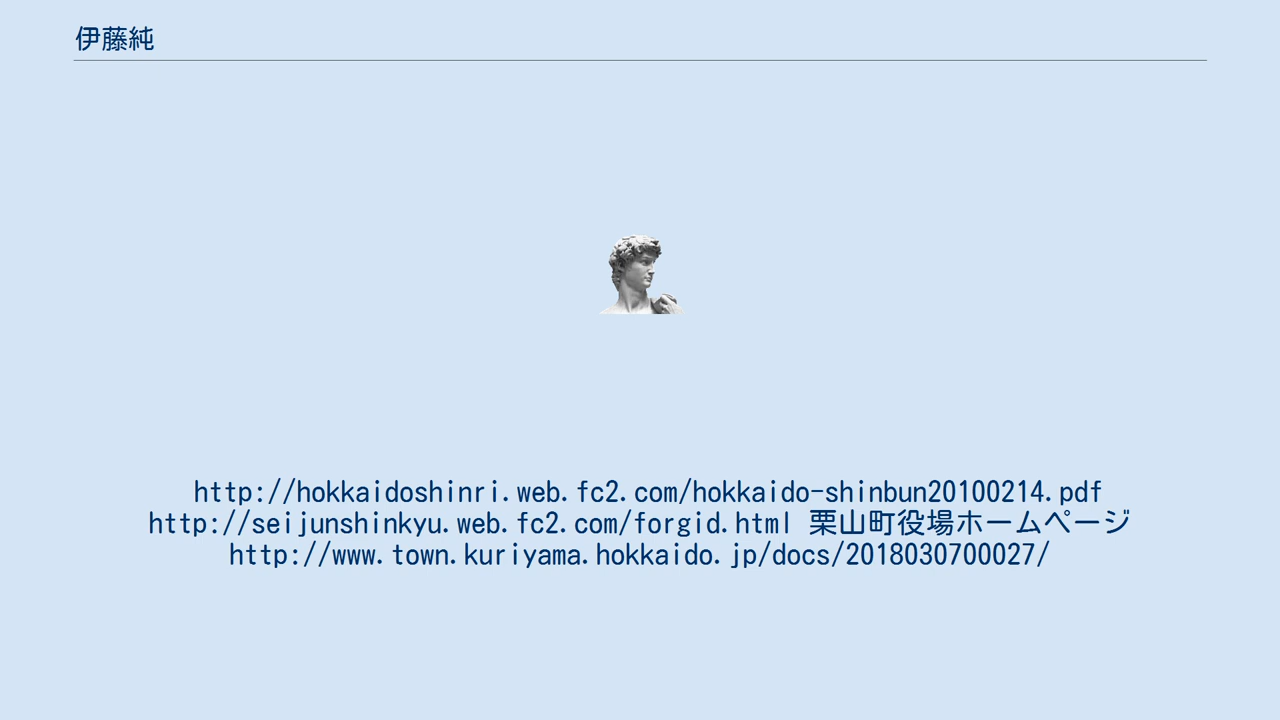 伊藤純
http://hokkaidoshinri.web.fc2.com/hokkaido-shinbun20100214.pdf
http://seijunshinkyu.web.fc2.com/forgid.html 栗山町役場ホームページ
http://www.town.kuriyama.hokkaido.jp/docs/2018030700027/